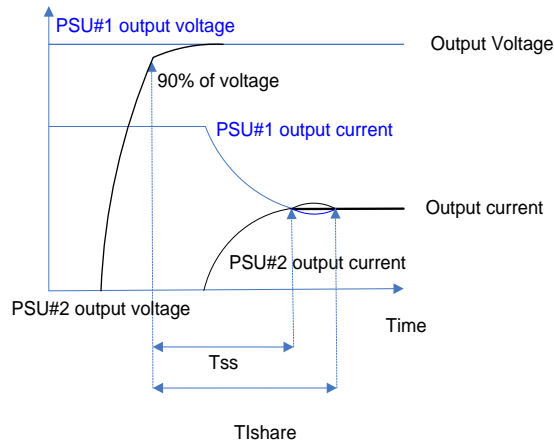 PSU#1 output voltage
Output Voltage
90% of voltage
PSU#1 output current
Output current
PSU#2 output current
PSU#2 output voltage
Time
Tss
TIshare